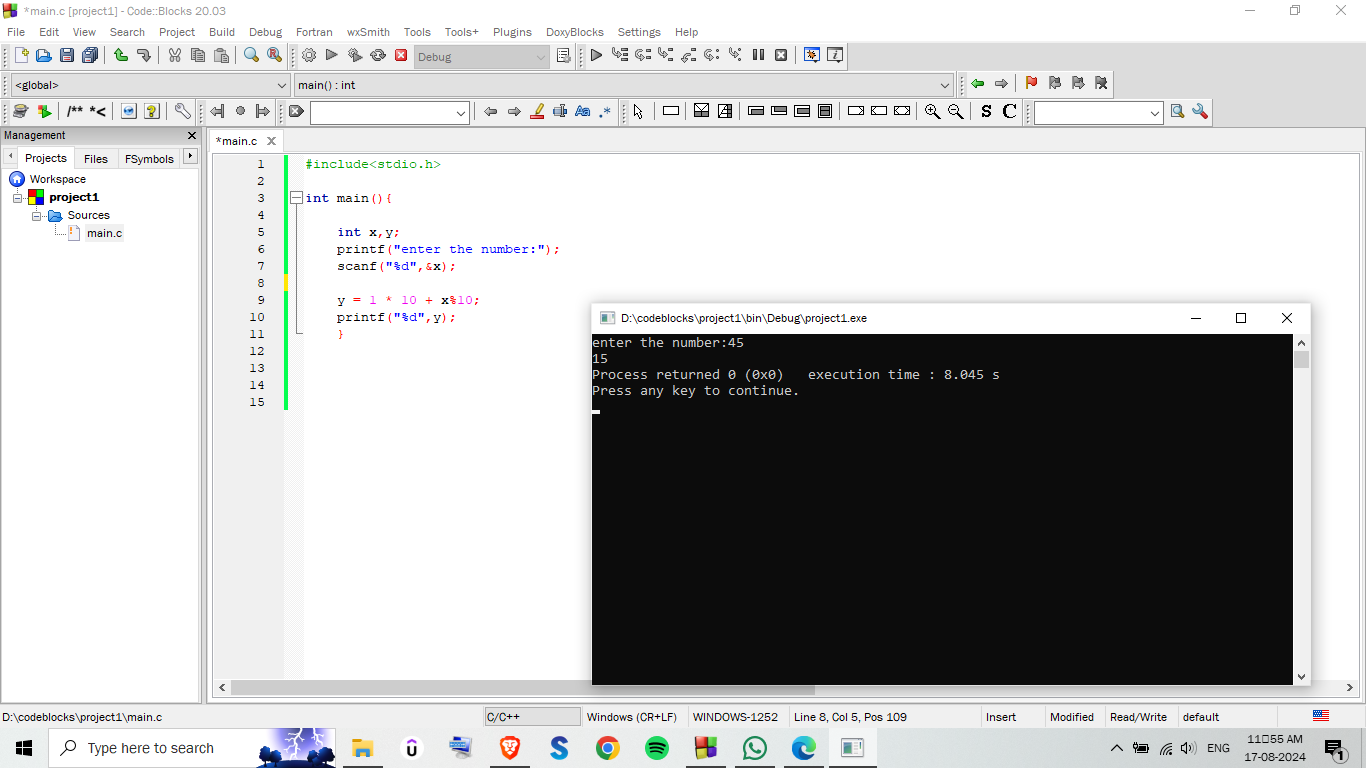 *main.c [project1] - Code::Blocks 20.03
File Edit View Search Project Build Debug Fortran wxSmith Tools Tools+ Plugins DoxyBlocks Settings Help
Debug
<global> main() : int
/** *<
Aa .* S C
Management
*main.c
Projects Files FSymbols
Workspace
project1
Sources
main.c
1 #include<stdio.h>
2
3 int main(){
4
5 int x,y;
6 printf("enter the number:");
7 scanf("%d",&x);
8
9 y = 1 * 10 + x%10;
10 printf("%d",y);
11 }
12
13
14
15
D:\codeblocks\project1\bin\Debug\project1.exe
enter the number:45
15
Process returned 0 (0x0)   execution time : 8.045 s
Press any key to continue.
D:\codeblocks\project1\main.c C/C++ Windows (CR+LF) WINDOWS-1252 Line 8, Col 5, Pos 109 Insert Modified Read/Write default
Type here to search
ENG
11□55 AM
17-08-2024
1